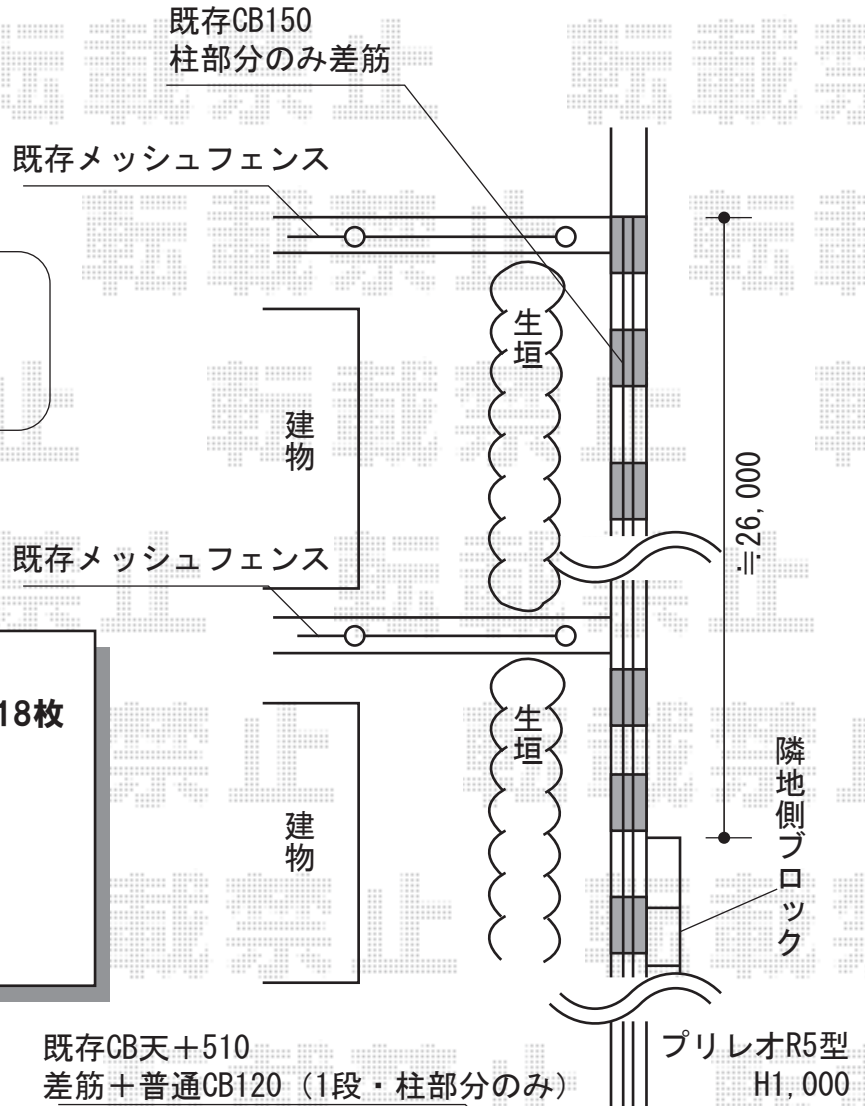 既存CB150
柱部分のみ差筋
既存メッシュフェンス
生垣
建物
≒26,000
既存メッシュフェンス
18枚
生垣
隣地側ブロック
建物
既存CB天＋510
差筋＋普通CB120（1段・柱部分のみ）
プリレオR5型
H1,000
転載禁止